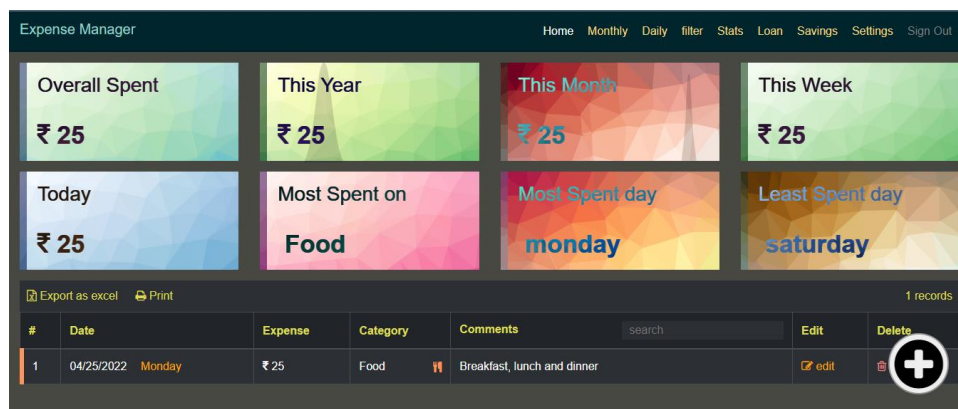 Expense Manager Home Monthly Daily filter Stats Loan Savings Settings Sign Out
Overall Spent This Year This Month This Week
₹ 25 ₹ 25 ₹ 25 ₹ 25
Today Most Spent on Most Spent day Least Spent day
₹ 25 Food monday saturday
Export as excel Print 1 records
# Date Expense Category Comments search Edit Delete
1 04/25/2022 Monday ₹ 25 Food Breakfast, lunch and dinner edit